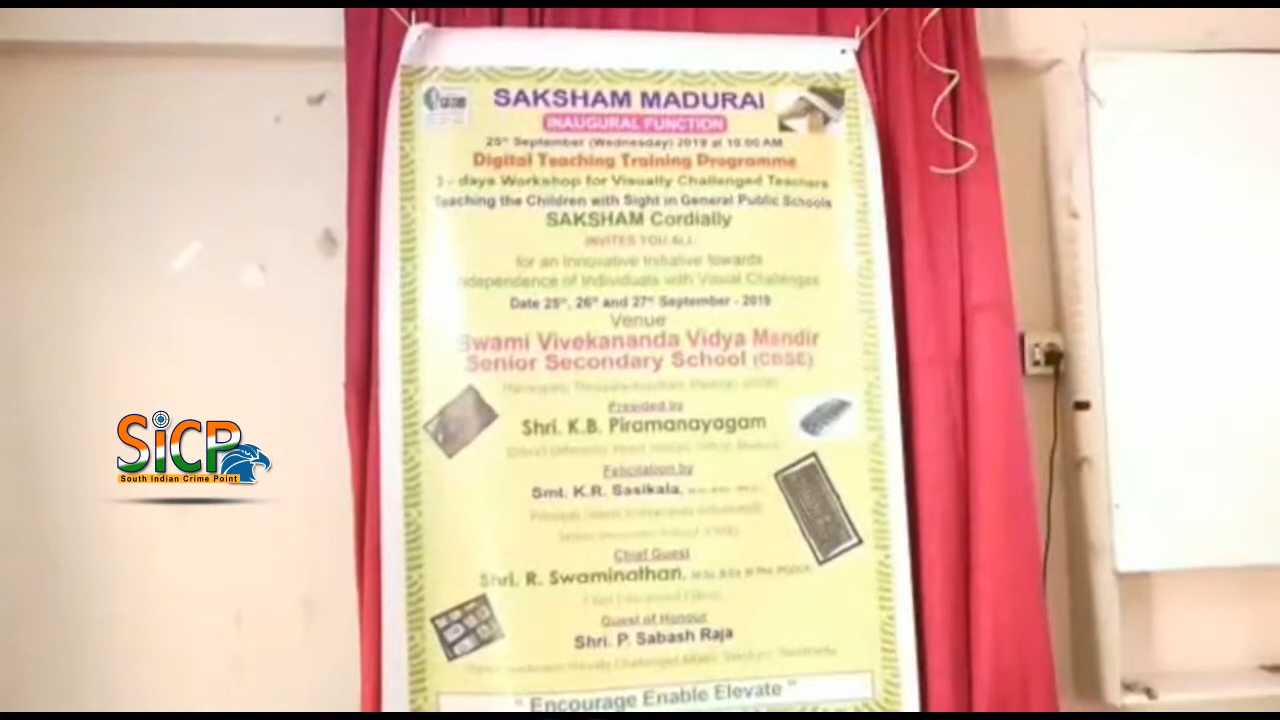 SAKSHAM MADURAI
INAUGURAL FUNCTION
25th September (Wednesday) 2019 at 10.00 AM
Digital Teaching Training Programme
days Workshop for Visually Challenged Teachers
Teaching the Children with Sight in General Public Schools
SAKSHAM Cordially
INVITES YOU ALL
for an Innovative Initiative towards
Independence of Individuals with Visual Challenges
Date 25th, 26th and 27th September - 2019
Venue
Swami Vivekananda Vidya Mandir
Senior Secondary School (CBSE)
Presided by
Shri. K.B. Piramanayagam
Felicitation by
Smt. K.R. Sasikala,
Chief Guest
Shri. R. Swaminathan,
Guest of Honour
Shri. P. Sabash Raja
" Encourage Enable Elevate "
SiCP
South Indian Crime Point